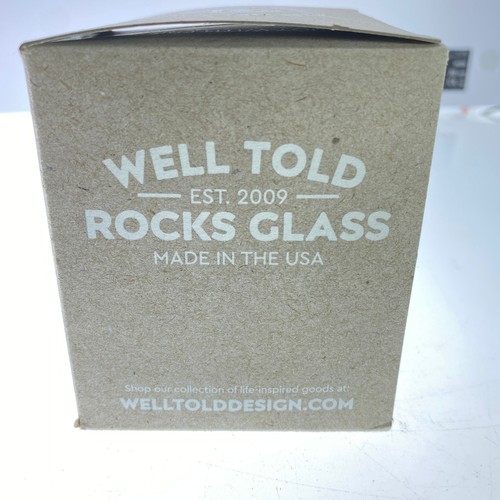 WELL TOLD
EST. 2009
ROCKS GLASS
MADE IN THE USA
Shop our collection of life-inspired goods at:
WELLTOLDDESIGN.COM